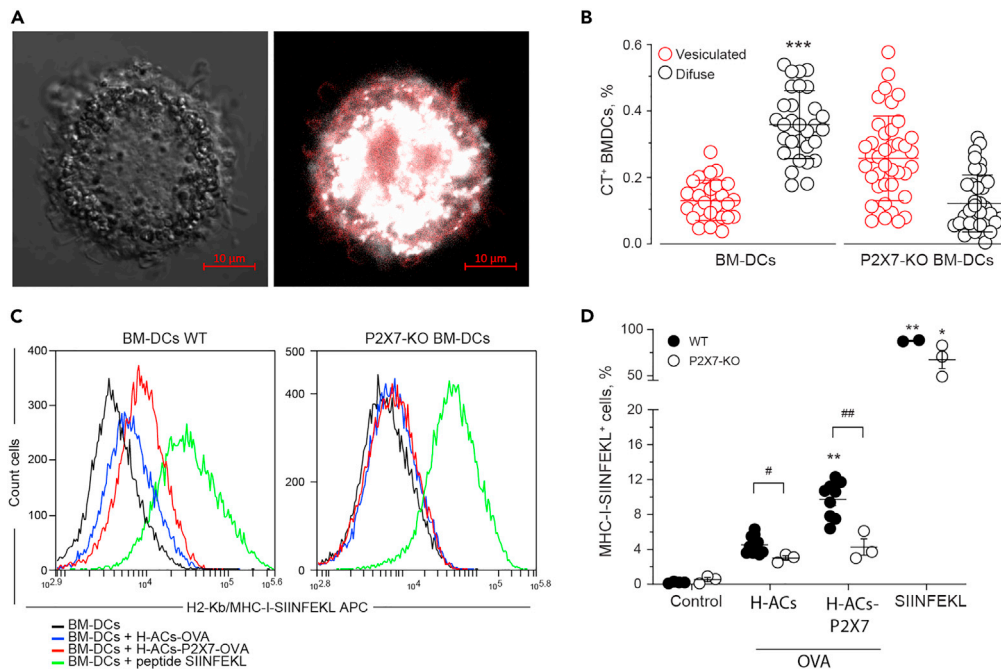 A
10 µm
10 µm
B
CT⁺ BMDCs, %
0.6
0.4
0.2
0.0
Vesiculated
Difuse
***
BM-DCs
P2X7-KO BM-DCs
C
BM-DCs WT
P2X7-KO BM-DCs
Count cells
400
300
200
100
0
500
400
200
0
10^2.9
10^4
10^5
10^5.6
10^2.8
10^4
10^5
10^5.8
H2-Kb/MHC-I-SIINFEKL APC
BM-DCs
BM-DCs + H-ACs-OVA
BM-DCs + H-ACs-P2X7-OVA
BM-DCs + peptide SIINFEKL
D
MHC-I-SIINFEKL⁺ cells, %
100
75
50
20
16
12
8
4
0
WT
P2X7-KO
#
##
**
**
*
Control
H-ACs
H-ACs-
P2X7
SIINFEKL
OVA